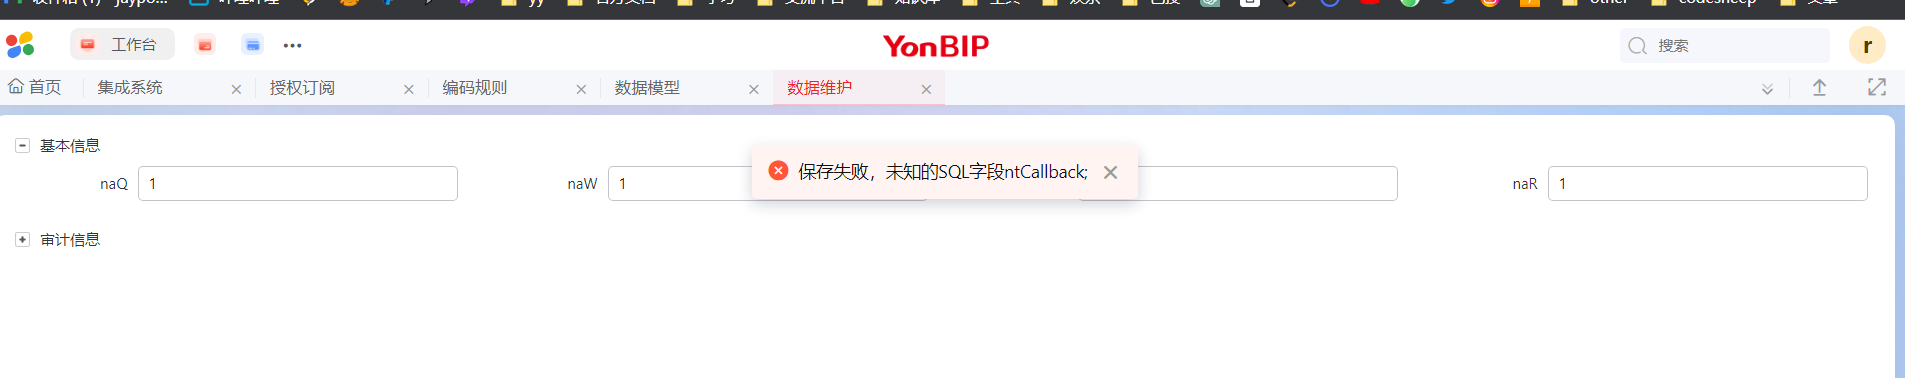 yy
other
codesheep
工作台
YonBIP
搜索
r
首页
集成系统
授权订阅
编码规则
数据模型
数据维护
基本信息
保存失败，未知的SQL字段ntCallback;
naQ 1
naW 1
naR 1
审计信息